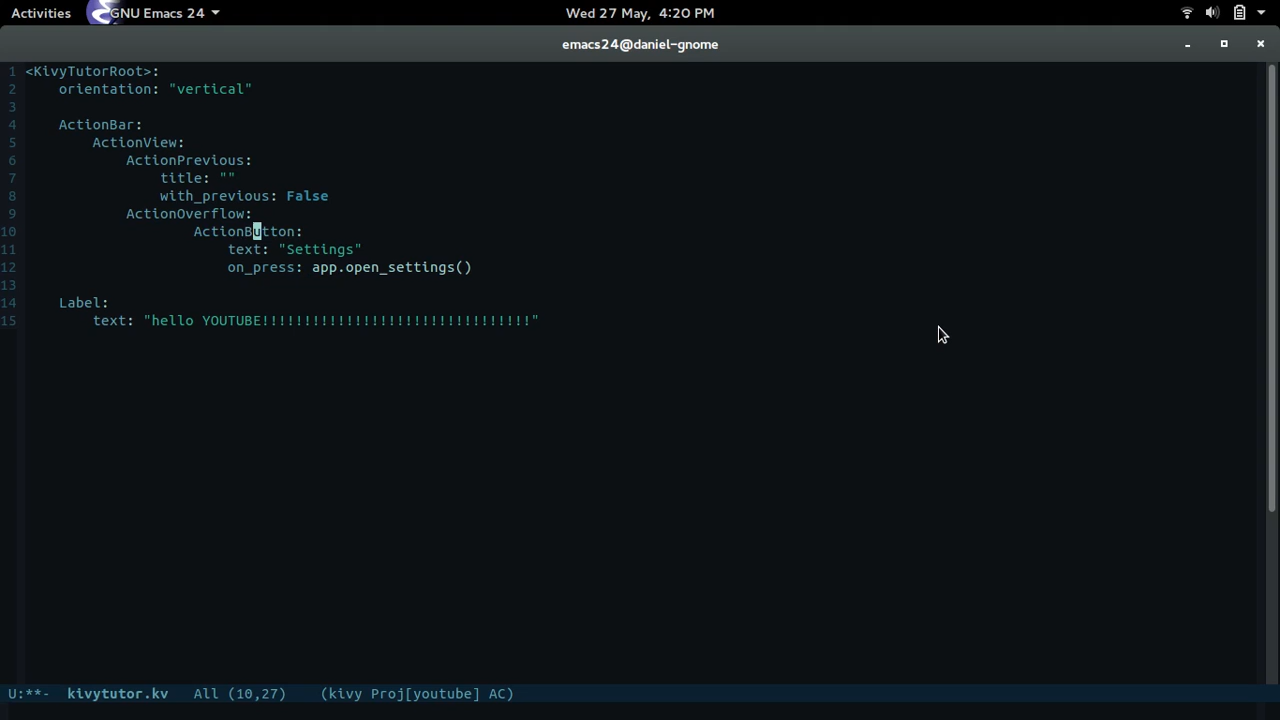 Activities GNU Emacs 24 Wed 27 May, 4:20 PM
emacs24@daniel-gnome
1 <KivyTutorRoot>:
2     orientation: "vertical"
3
4     ActionBar:
5         ActionView:
6             ActionPrevious:
7                 title: ""
8                 with_previous: False
9             ActionOverflow:
10                     ActionButton:
11                         text: "Settings"
12                         on_press: app.open_settings()
13
14     Label:
15         text: "hello YOUTUBE!!!!!!!!!!!!!!!!!!!!!!!!!!!!!!!!"
U:**-  kivytutor.kv   All (10,27)    (kivy Proj[youtube] AC)